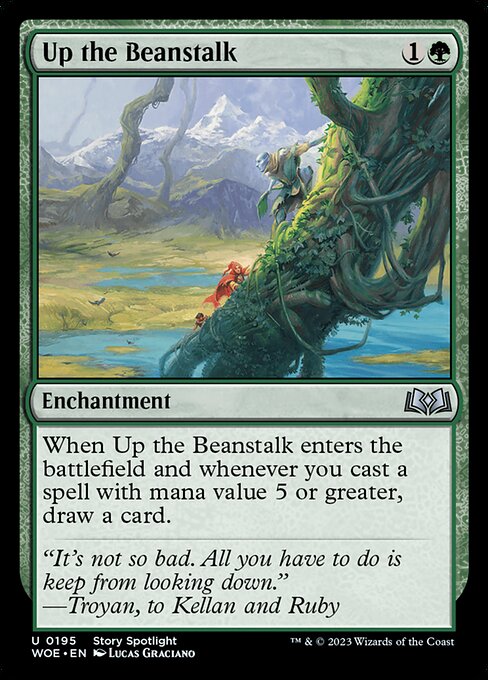 Up the Beanstalk 1
Enchantment
When Up the Beanstalk enters the
battlefield and whenever you cast a
spell with mana value 5 or greater,
draw a card.
“It’s not so bad. All you have to do is
keep from looking down.”
—Troyan, to Kellan and Ruby
U 0195 Story Spotlight
WOE • EN Lucas Graciano
™ & © 2023 Wizards of the Coast